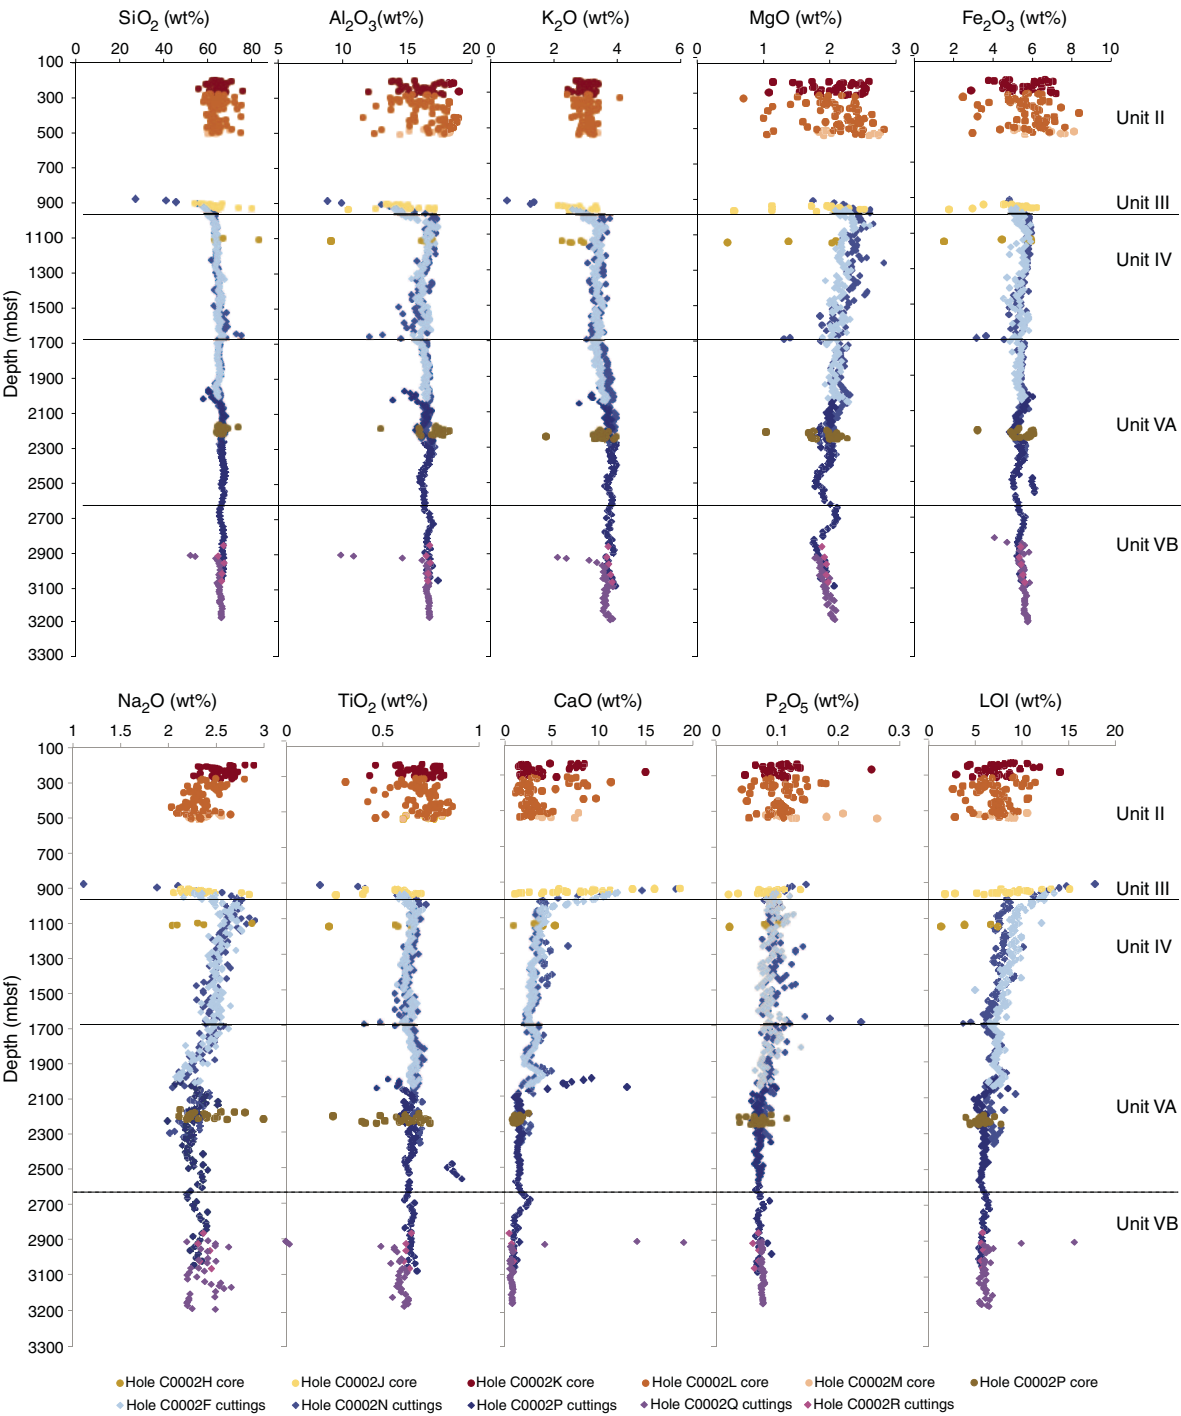 SiO2 (wt%) Al2O3(wt%) K2O (wt%) MgO (wt%) Fe2O3 (wt%)
0 20 40 60 80 5 10 15 20 0 2 4 6 0 1 2 3 0 2 4 6 8 10
100
300
500 Unit II
700
900 Unit III
1100
1300 Unit IV
1500
1700
1900
2100 Unit VA
2300
2500
2700
2900 Unit VB
3100
3200
3300
Depth (mbsf)
Na2O (wt%) TiO2 (wt%) CaO (wt%) P2O5 (wt%) LOI (wt%)
1 1.5 2 2.5 3 0 0.5 1 0 5 10 15 20 0 0.1 0.2 0.3 0 5 10 15 20
100
300
500 Unit II
700
900 Unit III
1100
1300 Unit IV
1500
1700
1900
2100 Unit VA
2300
2500
2700
2900 Unit VB
3100
3200
3300
Depth (mbsf)
Hole C0002H core Hole C0002J core Hole C0002K core Hole C0002L core Hole C0002M core Hole C0002P core
Hole C0002F cuttings Hole C0002N cuttings Hole C0002P cuttings Hole C0002Q cuttings Hole C0002R cuttings